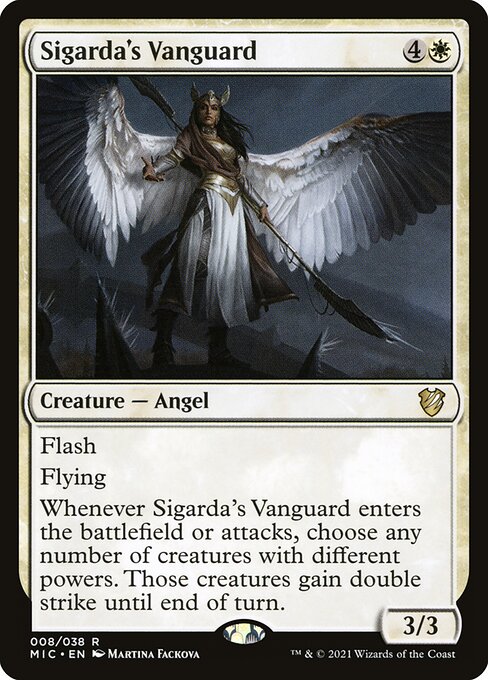 Sigarda's Vanguard 4
Creature — Angel
Flash
Flying
Whenever Sigarda's Vanguard enters
the battlefield or attacks, choose any
number of creatures with different
powers. Those creatures gain double
strike until end of turn.
3/3
008/038 R
MIC • EN Martina Fackova
™ & © 2021 Wizards of the Coast